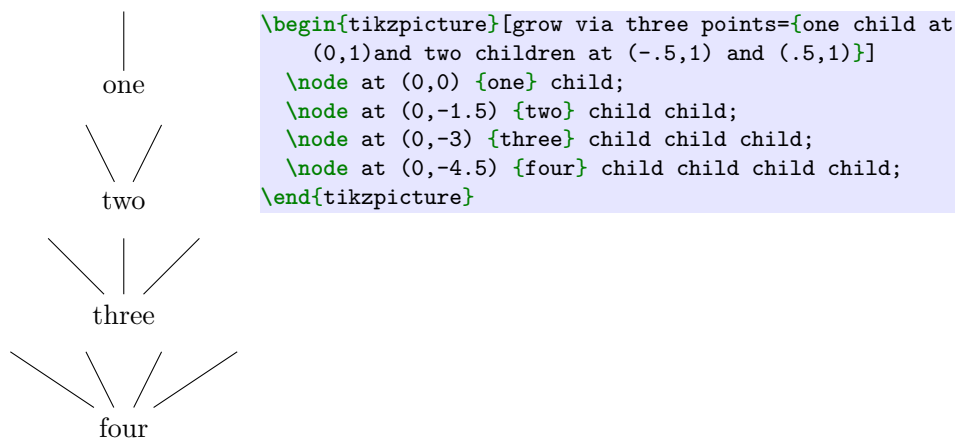 one
two
three
four
\begin{tikzpicture}[grow via three points={one child at
(0,1)and two children at (-.5,1) and (.5,1)}]
\node at (0,0) {one} child;
\node at (0,-1.5) {two} child child;
\node at (0,-3) {three} child child child;
\node at (0,-4.5) {four} child child child child;
\end{tikzpicture}